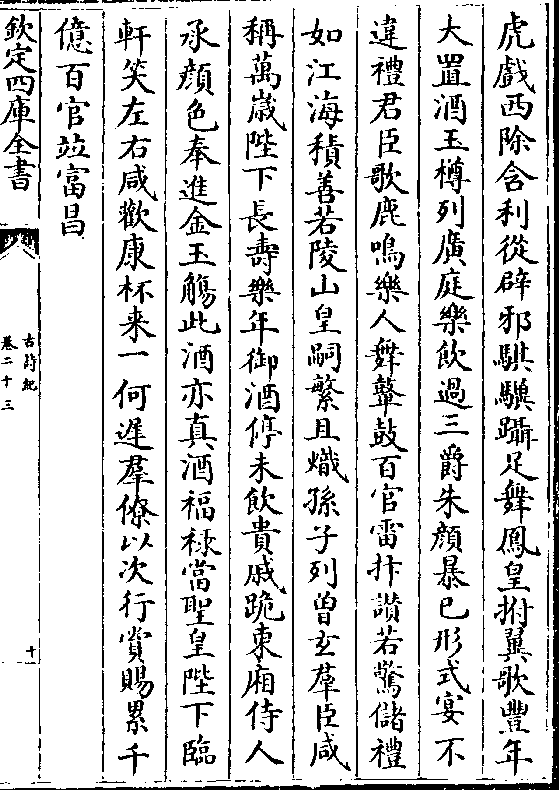 虎戲西除含利從辟邪騏驥躡足舞鳳皇拊翼歌豐年
大置酒玉樽列廣庭樂飲過三爵朱顔暴已形式宴不
違禮君臣歌鹿鳴樂人舞鼙鼓百官雷抃讃若驚儲禮
如江海積善若陵山皇嗣繁且熾孫子列曽玄羣臣咸
稱萬嵗陛下長壽樂年御酒停未飲貴戚跪東廂侍人
承顔色奉進金玉觴此酒亦真酒福禄當聖皇陛下臨
軒笑左右咸歡康杯来一何遲羣僚以次行賞賜累千
億百官竝富昌
欽定四庫全書
古詩紀
卷二十三
十